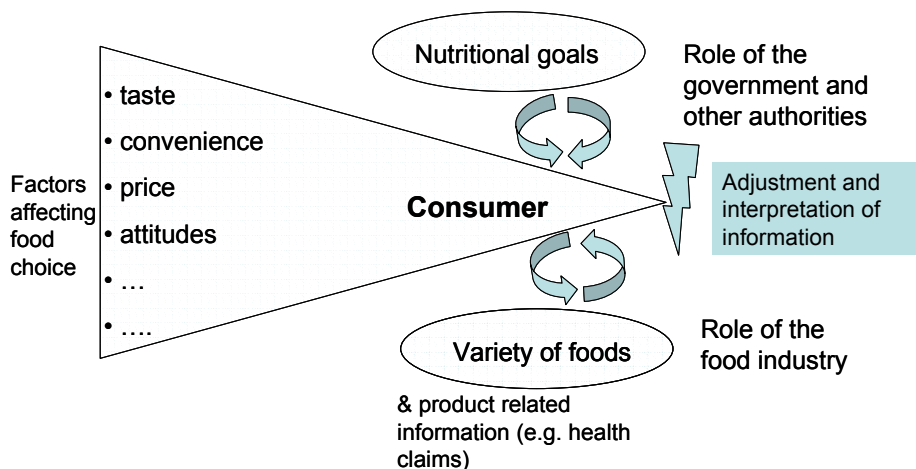 Nutritional goals
Role of the
government and
other authorities
• taste
• convenience
• price
• attitudes
• …
• ….
Factors
affecting
food
choice
Consumer
Adjustment and
interpretation of
information
Variety of foods
Role of the
food industry
& product related
information (e.g. health
claims)